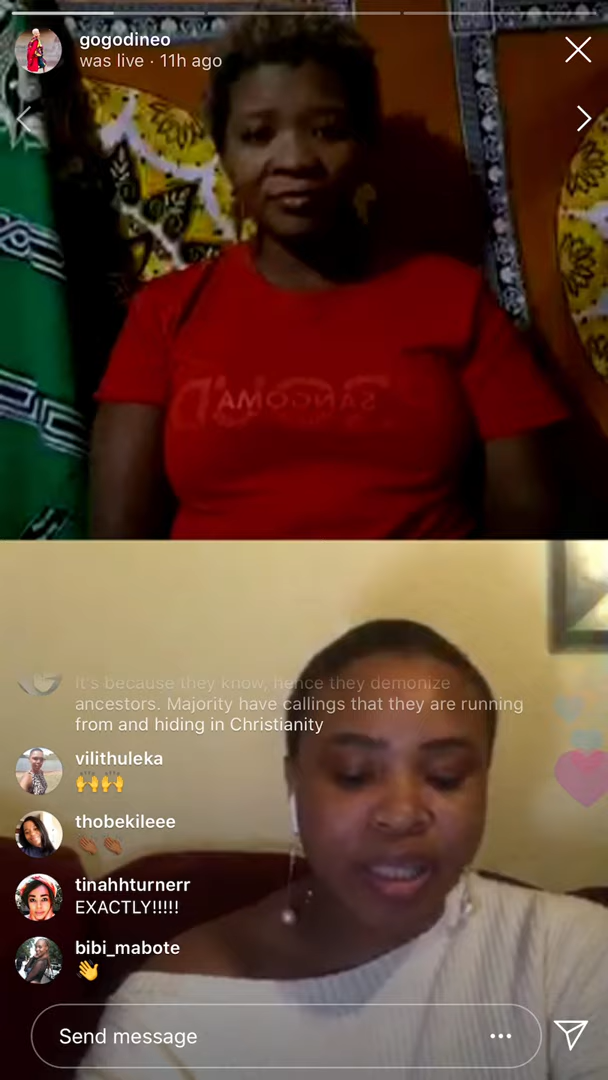 gogodineo
was live · 11h ago
SANGOMA
It's because they know, hence they demonize
ancestors. Majority have callings that they are running
from and hiding in Christianity
vilithuleka
🙌🙌
thobekileee
👏🏾👏🏾
tinahhturnerr
EXACTLY!!!!!
bibi_mabote
👋
Send message